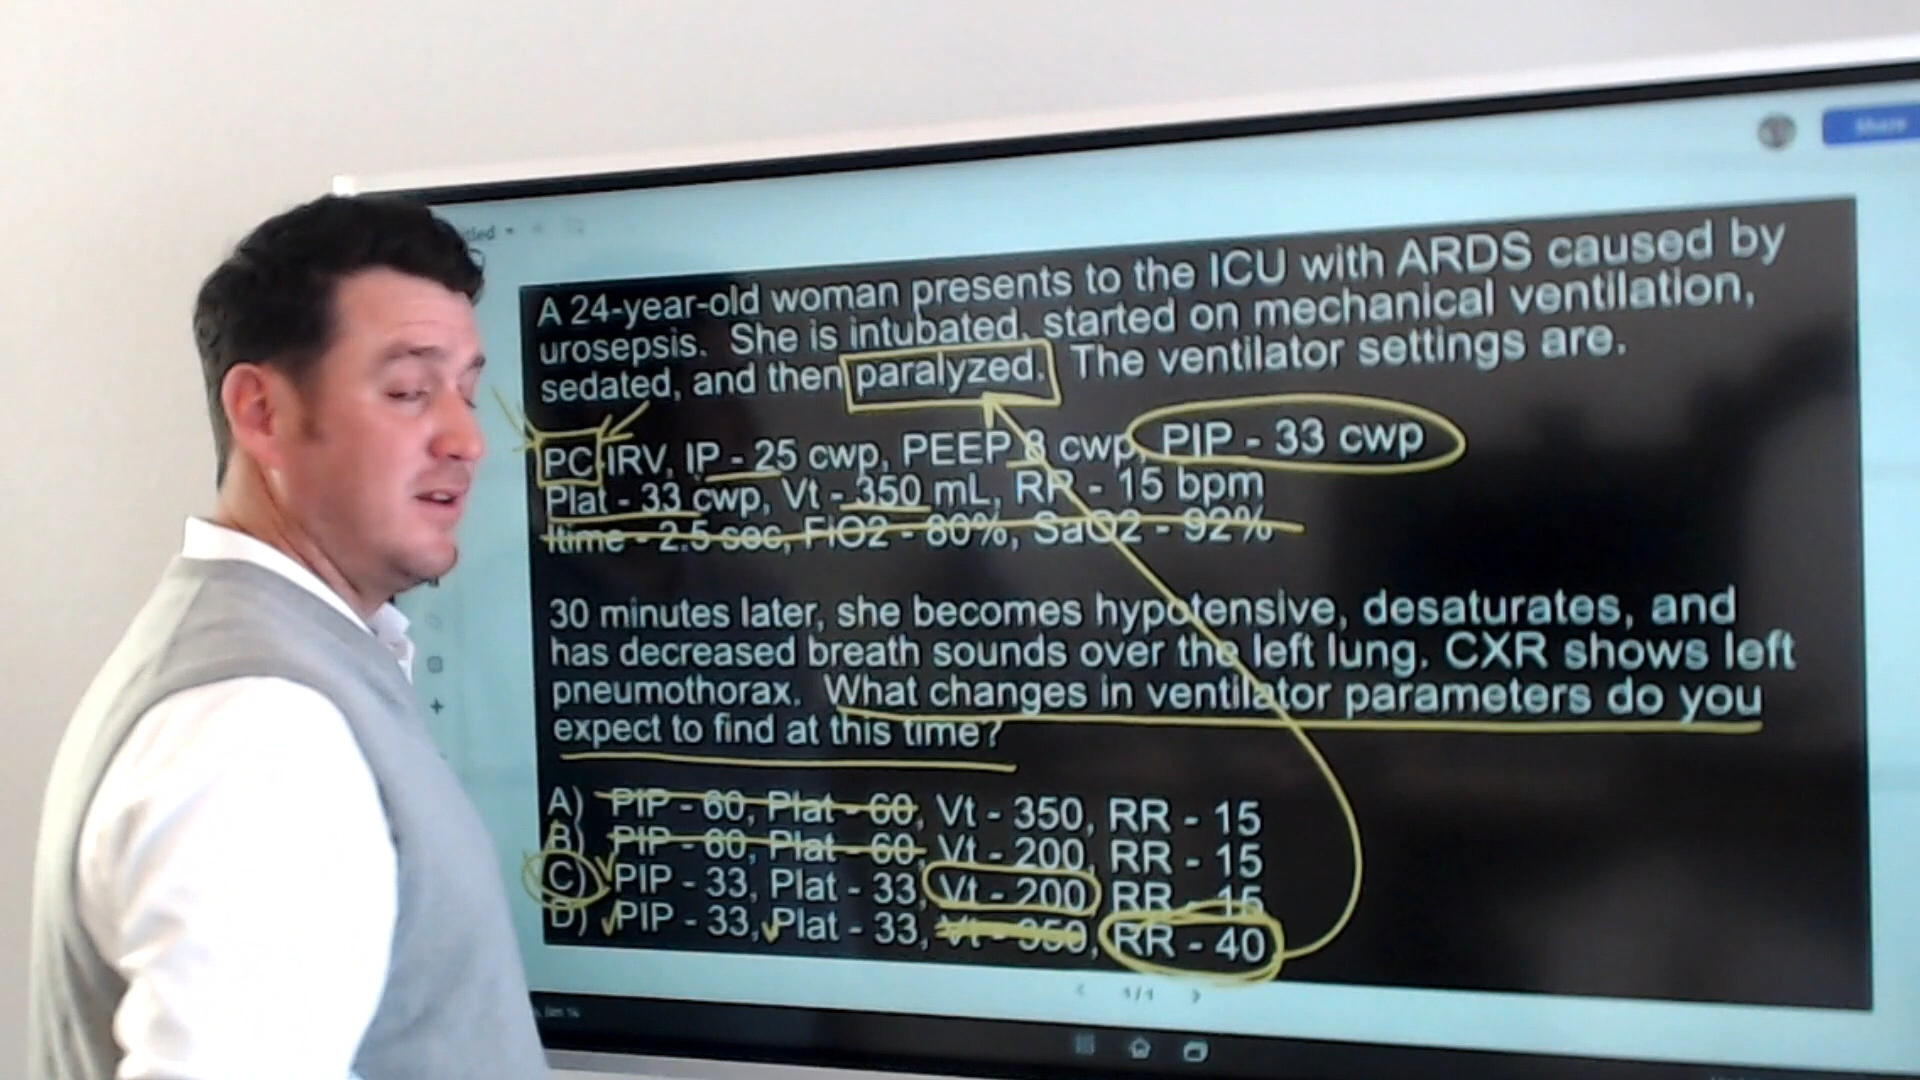 Share
A 24-year-old woman presents to the ICU with ARDS caused by
urosepsis. She is intubated, started on mechanical ventilation,
sedated, and then paralyzed. The ventilator settings are.
PC IRV, IP - 25 cwp, PEEP 8 cwp, PIP - 33 cwp
Plat - 33 cwp, Vt - 350 mL, RR - 15 bpm
Itime - 2.5 sec, FiO2 - 80%, SaO2 - 92%
30 minutes later, she becomes hypotensive, desaturates, and
has decreased breath sounds over the left lung. CXR shows left
pneumothorax. What changes in ventilator parameters do you
expect to find at this time?
A) PIP - 60, Plat - 60, Vt - 350, RR - 15
B) PIP - 60, Plat - 60, Vt - 200, RR - 15
C) PIP - 33, Plat - 33, Vt - 200, RR - 15
D) PIP - 33, Plat - 33, Vt - 350, RR - 40
1/1